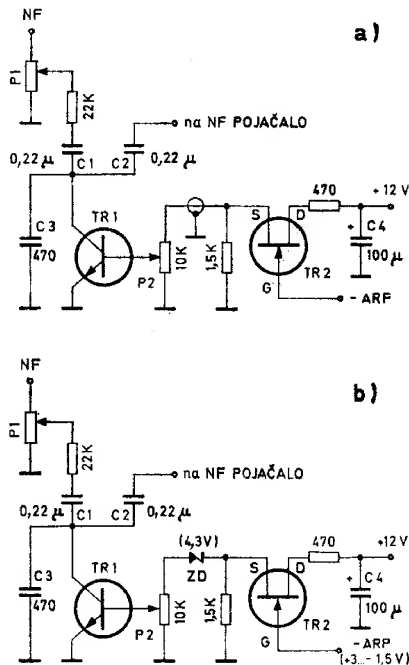 NF
a)
P1
22K
na NF POJAČALO
0,22 μ
C1
C2
0,22 μ
C3
470
TR1
P2
10K
1,5K
S
D
G
TR2
470
+12 V
+
C4
100 μ
- ARP
NF
b)
P1
22K
na NF POJAČALO
0,22 μ
C1
C2
0,22 μ
C3
470
TR1
P2
10K
(4,3V)
ZD
1,5K
S
D
G
TR2
470
+12V
+
C4
100 μ
- ARP
[+3...- 1,5 V)